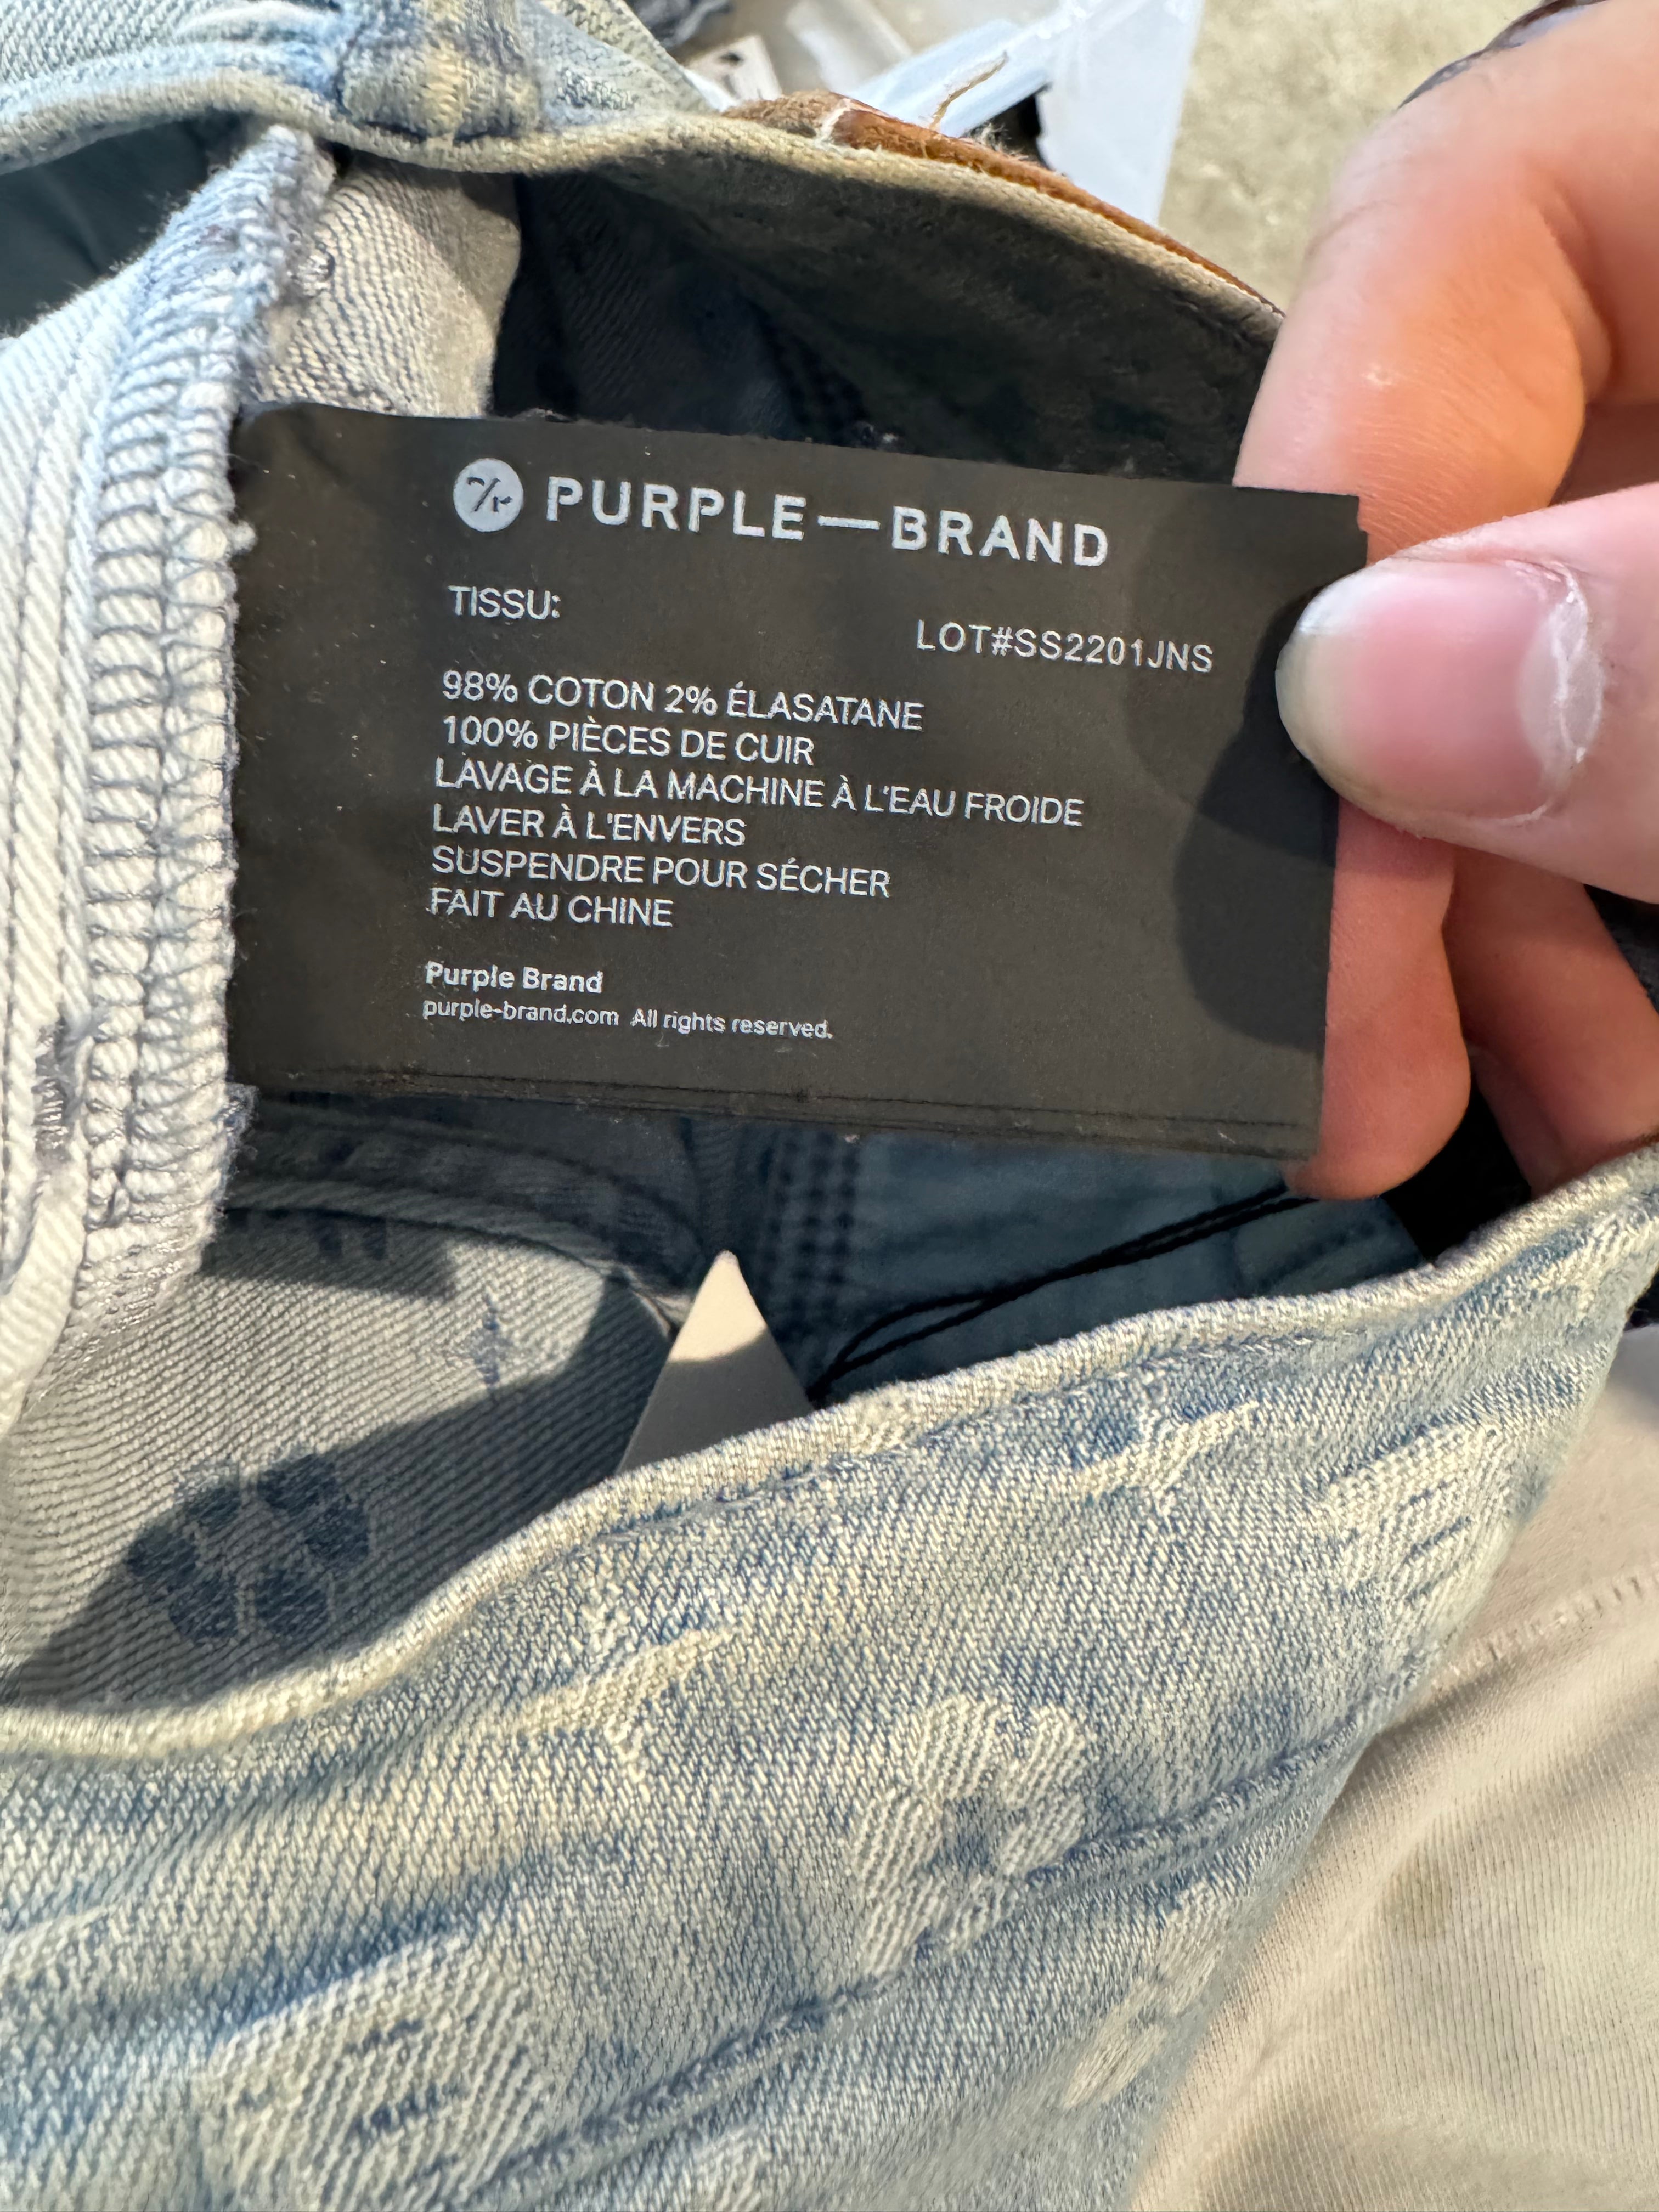 PURPLE—BRAND
TISSU:
LOT#SS2201JNS
98% COTON 2% ÉLASATANE
100% PIÈCES DE CUIR
LAVAGE À LA MACHINE À L'EAU FROIDE
LAVER À L'ENVERS
SUSPENDRE POUR SÉCHER
FAIT AU CHINE
Purple Brand
purple-brand.com All rights reserved.